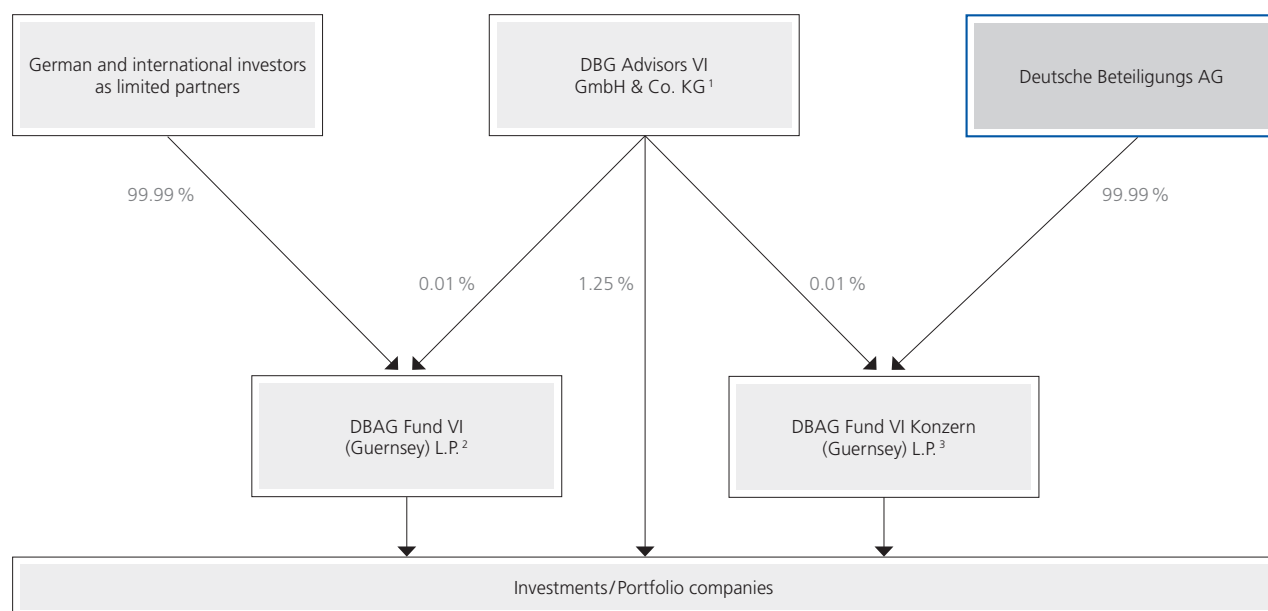 German and international investors
as limited partners
DBG Advisors VI
GmbH & Co. KG ¹
Deutsche Beteiligungs AG
99.99 %
99.99 %
0.01 %
1.25 %
0.01 %
DBAG Fund VI
(Guernsey) L.P. ²
DBAG Fund VI Konzern
(Guernsey) L.P. ³
Investments/Portfolio companies